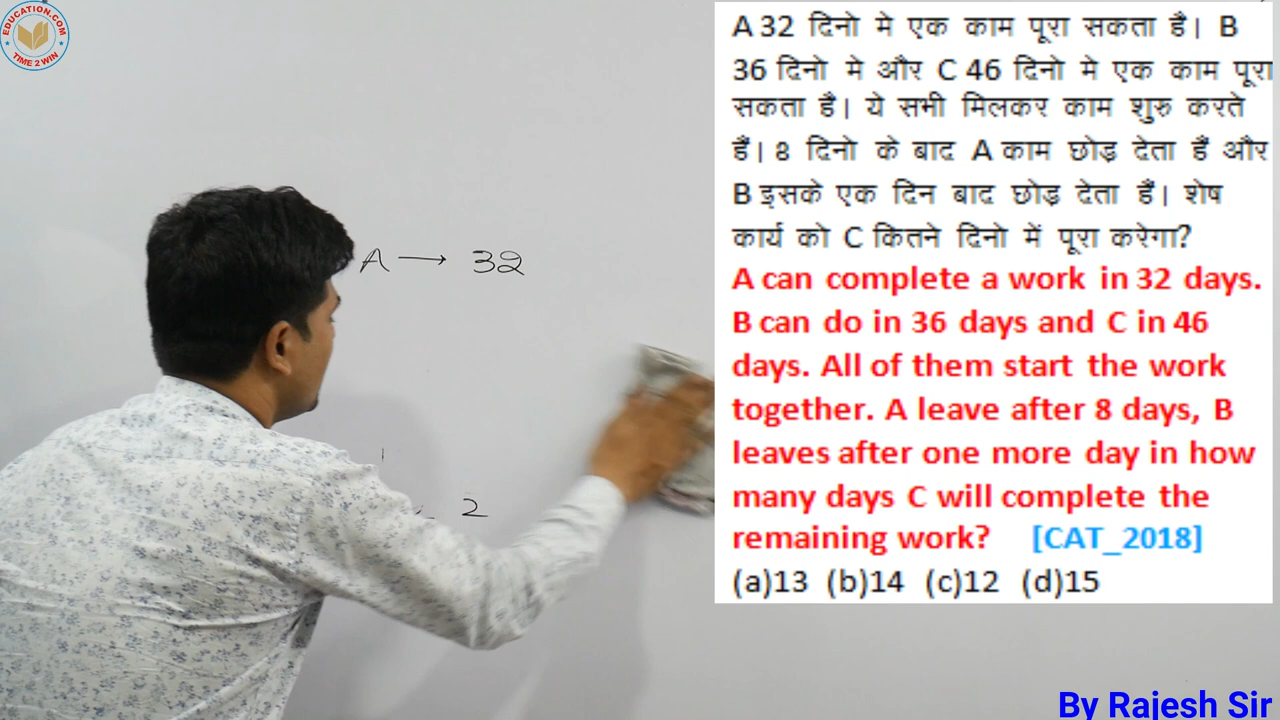 EDUCATION.COM
TIME 2 WIN
A → 32
2
A 32 दिनो मे एक काम पूरा सकता हैं। B
36 दिनो मे और C 46 दिनो मे एक काम पूरा
सकता है। ये सभी मिलकर काम शुरु करते
हैं। 8 दिनो के बाद A काम छोड़ देता हैं और
B इसके एक दिन बाद छोड़ देता हैं। शेष
कार्य को C कितने दिनो में पूरा करेगा?
A can complete a work in 32 days.
B can do in 36 days and C in 46
days. All of them start the work
together. A leave after 8 days, B
leaves after one more day in how
many days C will complete the
remaining work? [CAT_2018]
(a)13 (b)14 (c)12 (d)15
By Rajesh Sir